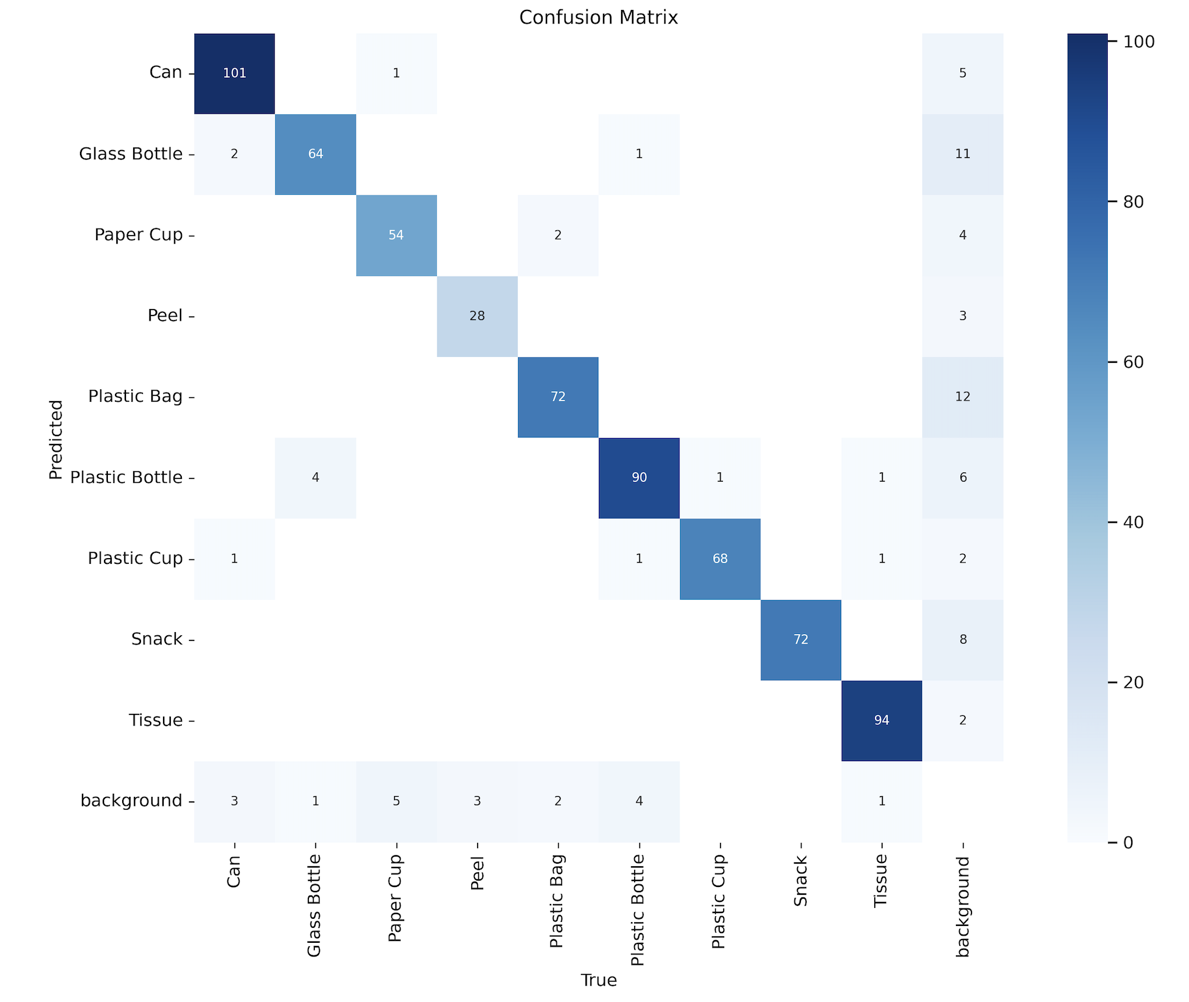 Confusion Matrix
Can 101 1 5
Glass Bottle 2 64 1 11
Paper Cup 54 2 4
Peel 28 3
Plastic Bag 72 12
Plastic Bottle 4 90 1 1 6
Plastic Cup 1 1 68 1 2
Snack 72 8
Tissue 94 2
background 3 1 5 3 2 4 1
Predicted
Can
Glass Bottle
Paper Cup
Peel
Plastic Bag
Plastic Bottle
Plastic Cup
Snack
Tissue
background
True
100
80
60
40
20
0